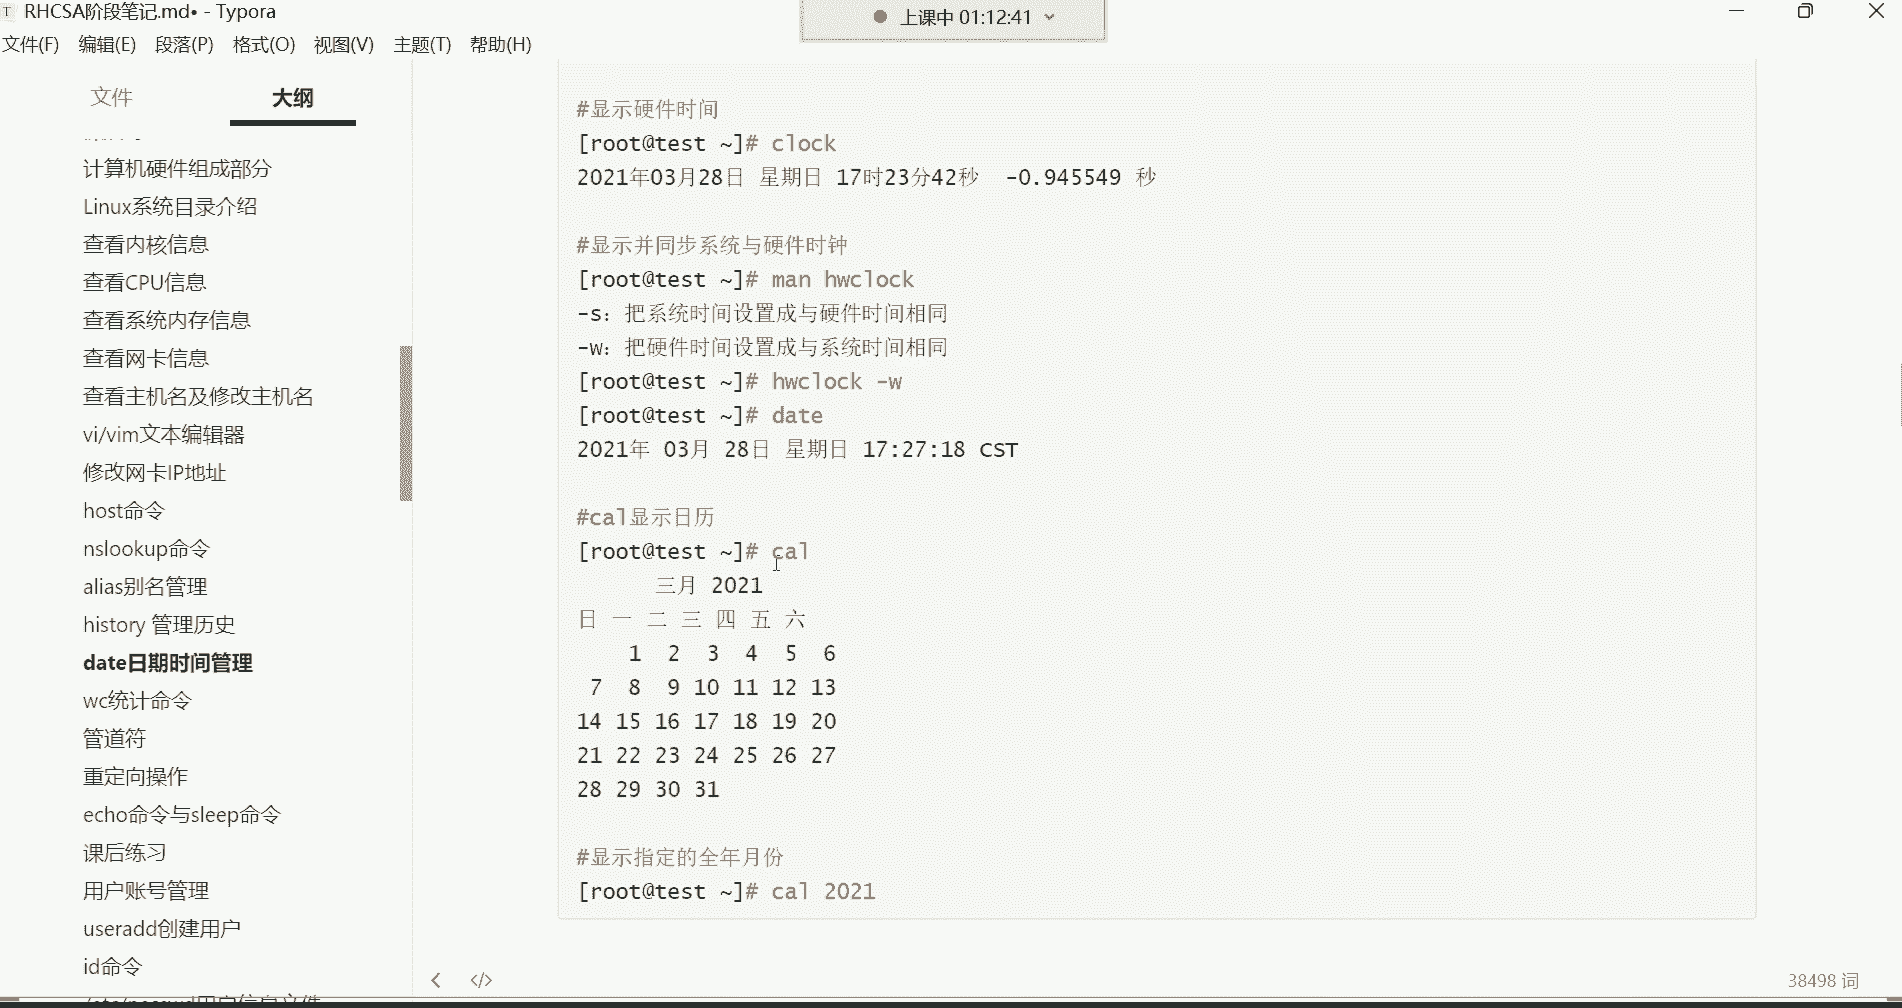 RHCSA阶段笔记.md• - Typora
上课中 01:12:41
文件(F) 编辑(E) 段落(P) 格式(O) 视图(V) 主题(T) 帮助(H)
文件 大纲
计算机硬件组成部分
Linux系统目录介绍
查看内核信息
查看CPU信息
查看系统内存信息
查看网卡信息
查看主机名及修改主机名
vi/vim文本编辑器
修改网卡IP地址
host命令
nslookup命令
alias别名管理
history 管理历史
date日期时间管理
wc统计命令
管道符
重定向操作
echo命令与sleep命令
课后练习
用户账号管理
useradd创建用户
id命令
#显示硬件时间
[root@test ~]# clock
2021年03月28日 星期日 17时23分42秒 -0.945549 秒
#显示并同步系统与硬件时钟
[root@test ~]# man hwclock
-s：把系统时间设置成与硬件时间相同
-w：把硬件时间设置成与系统时间相同
[root@test ~]# hwclock -w
[root@test ~]# date
2021年 03月 28日 星期日 17:27:18 CST
#cal显示日历
[root@test ~]# cal
三月 2021
日 一 二 三 四 五 六
1 2 3 4 5 6
7 8 9 10 11 12 13
14 15 16 17 18 19 20
21 22 23 24 25 26 27
28 29 30 31
#显示指定的全年月份
[root@test ~]# cal 2021
38498 词